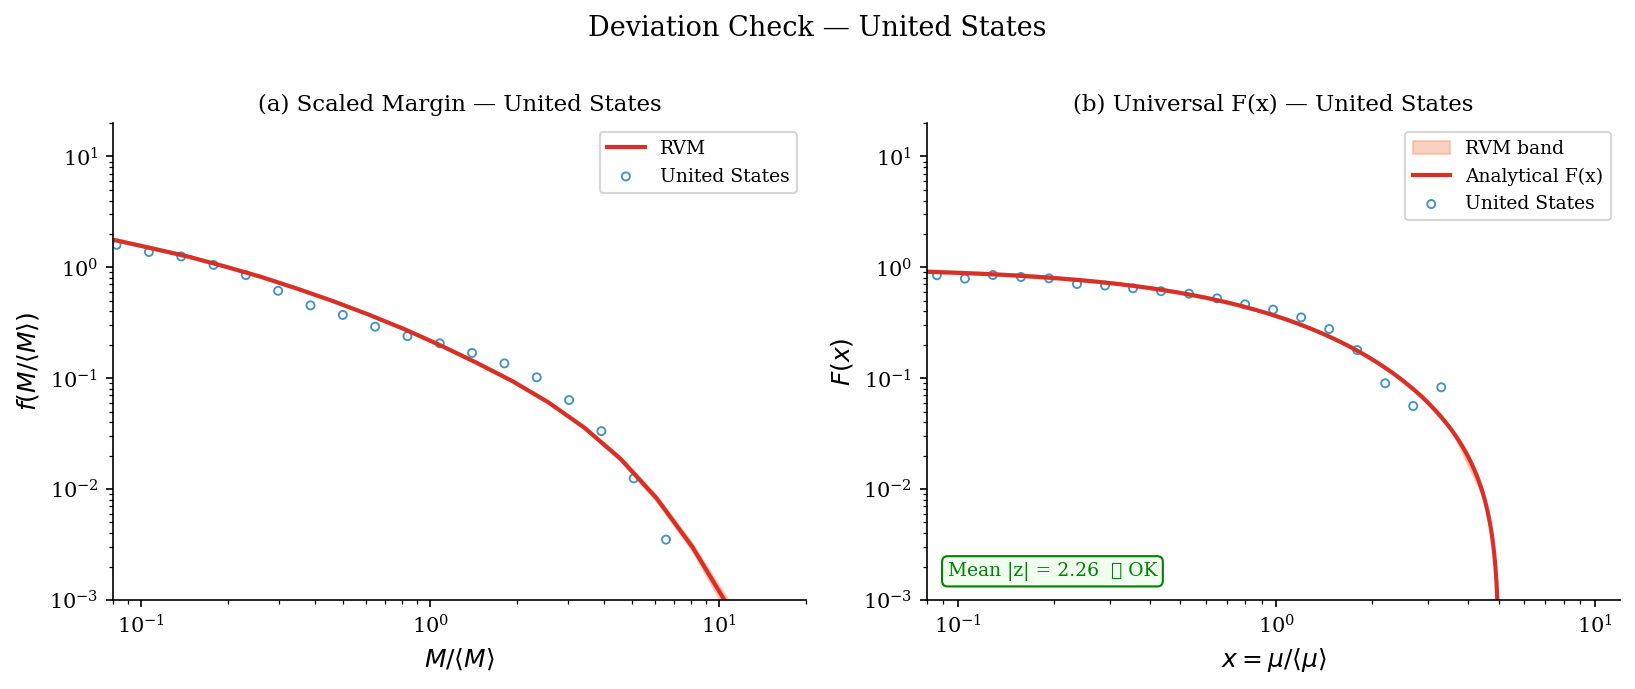 Deviation Check — United States
(a) Scaled Margin — United States
RVM
United States
10¹
10⁰
10⁻¹
10⁻²
10⁻³
f(M/⟨M⟩)
10⁻¹
10⁰
10¹
M/⟨M⟩
(b) Universal F(x) — United States
RVM band
Analytical F(x)
United States
10¹
10⁰
10⁻¹
10⁻²
10⁻³
F(x)
Mean |z| = 2.26 ▯ OK
10⁻¹
10⁰
10¹
x = μ/⟨μ⟩